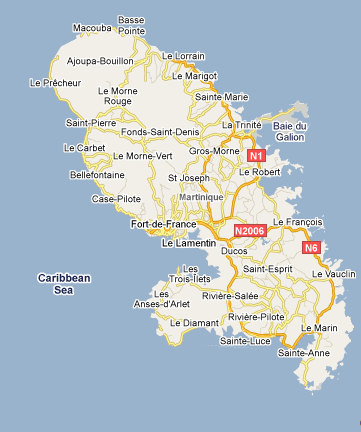 Basse
Pointe
Macouba
Le Lorrain
Ajoupa-Bouillon
Le Marigot
Le Prêcheur
Le Morne
Rouge
Sainte Marie
Saint-Pierre
La Trinité
Fonds-Saint-Denis
Baie du
Galion
Le Carbet
Gros-Morne
Le Morne-Vert
N1
Bellefontaine
St Joseph
Le Robert
Case-Pilote
Martinique
Fort-de-France
Le François
N2006
Le Lamentin
N6
Ducos
Caribbean
Sea
Les
Trois-Îlets
Saint-Esprit
Le Vauclin
Les
Anses-d'Arlet
Rivière-Salée
Le Diamant
Rivière-Pilote
Le Marin
Sainte-Luce
Sainte-Anne